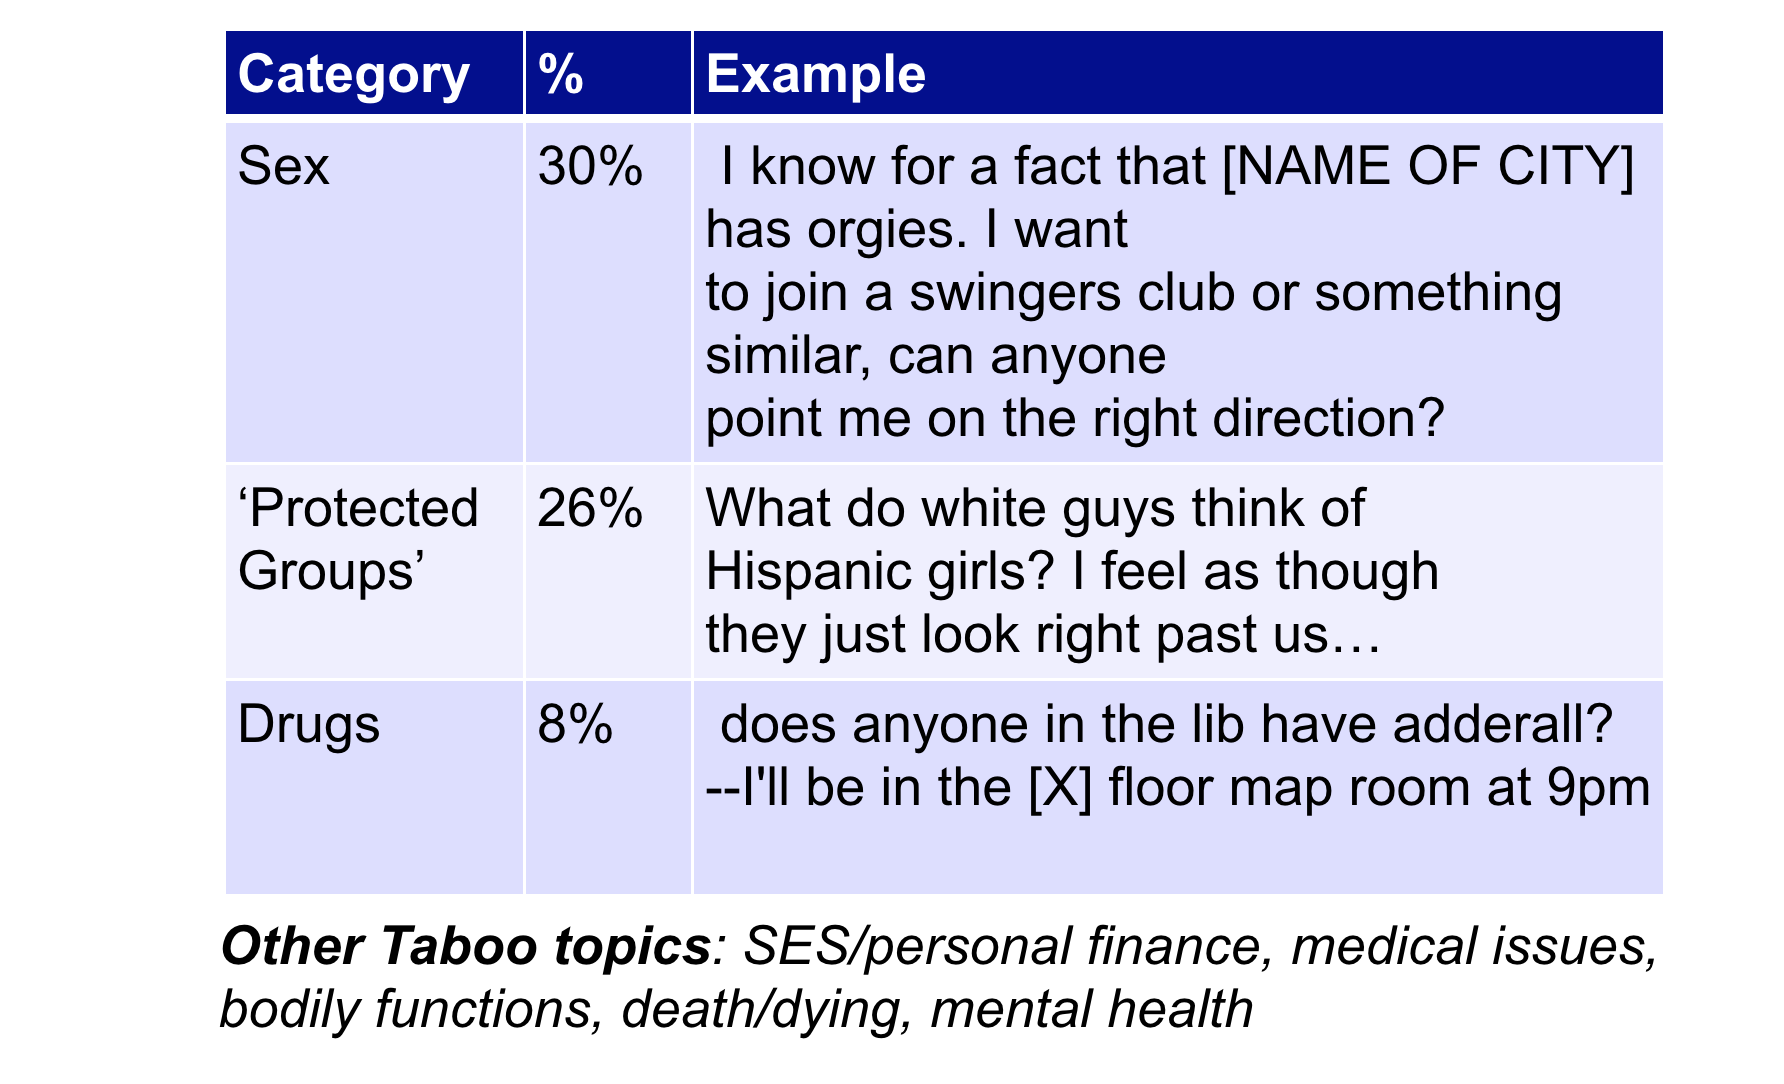 Category % Example
Sex 30% I know for a fact that [NAME OF CITY]
has orgies. I want
to join a swingers club or something
similar, can anyone
point me on the right direction?
‘Protected 26% What do white guys think of
Groups’ Hispanic girls? I feel as though
they just look right past us…
Drugs 8% does anyone in the lib have adderall?
--I'll be in the [X] floor map room at 9pm
Other Taboo topics: SES/personal finance, medical issues,
bodily functions, death/dying, mental health